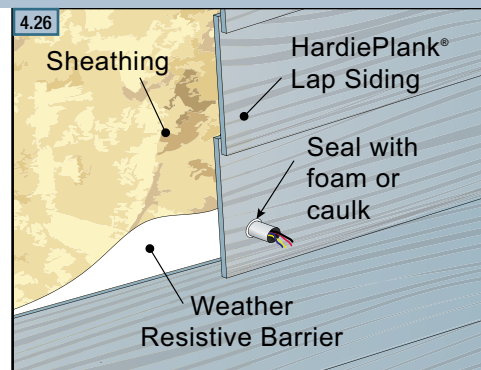 4.26
Sheathing
HardiePlank®
Lap Siding
Seal with
foam or
caulk
Weather
Resistive Barrier